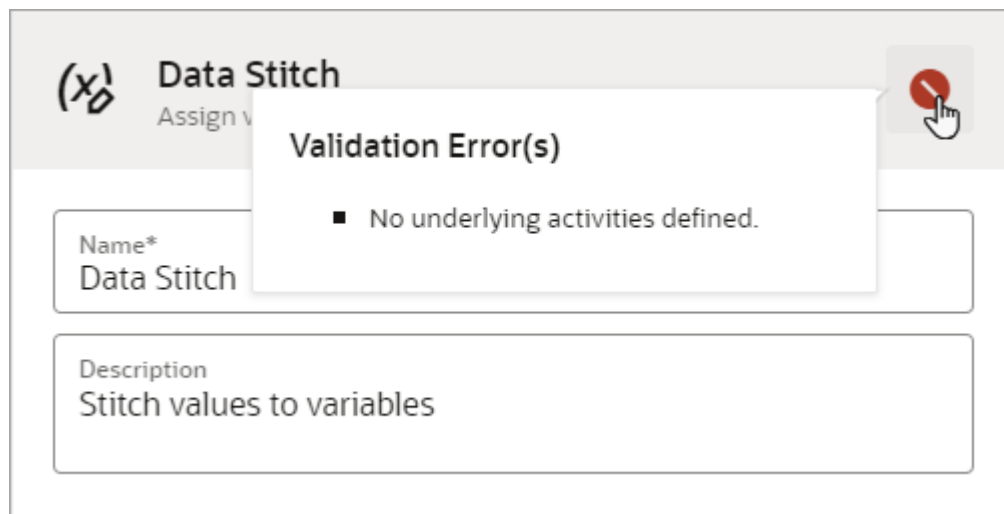 Data Stitch
Assign v
Validation Error(s)
No underlying activities defined.
Name*
Data Stitch
Description
Stitch values to variables